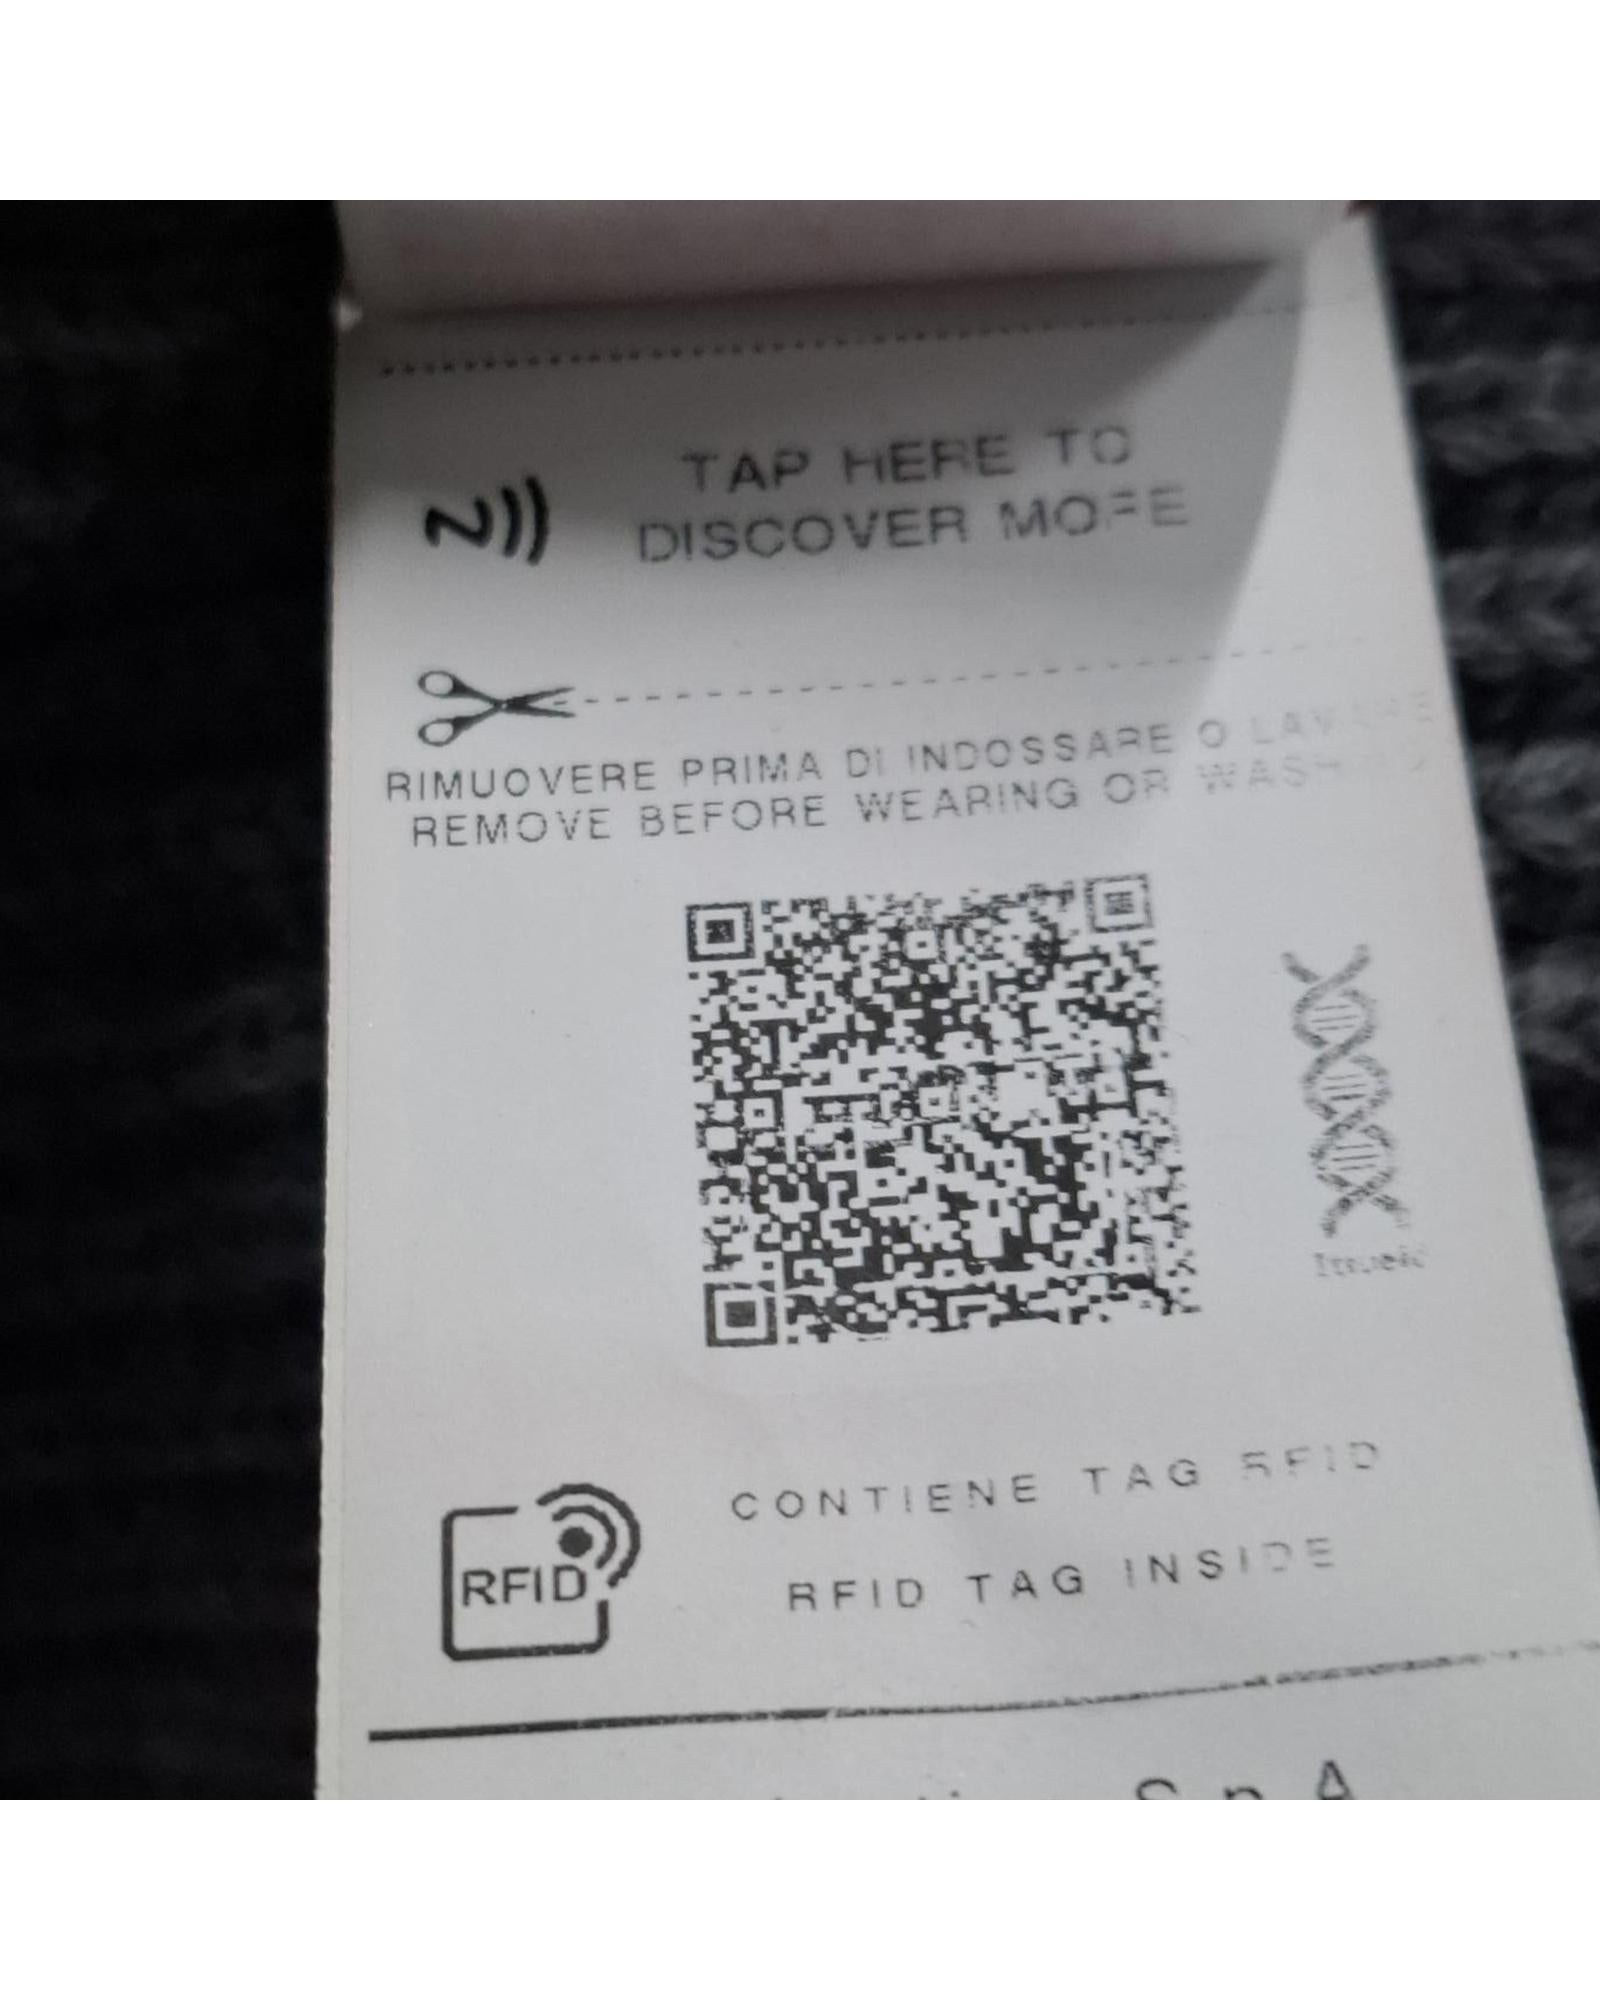 TAP HERE TO
DISCOVER MORE
RIMUOVERE PRIMA DI INDOSSARE O
REMOVE BEFORE WEARING OR
CONTIENE TAG RFID
RFID
RFID TAG INSIDE